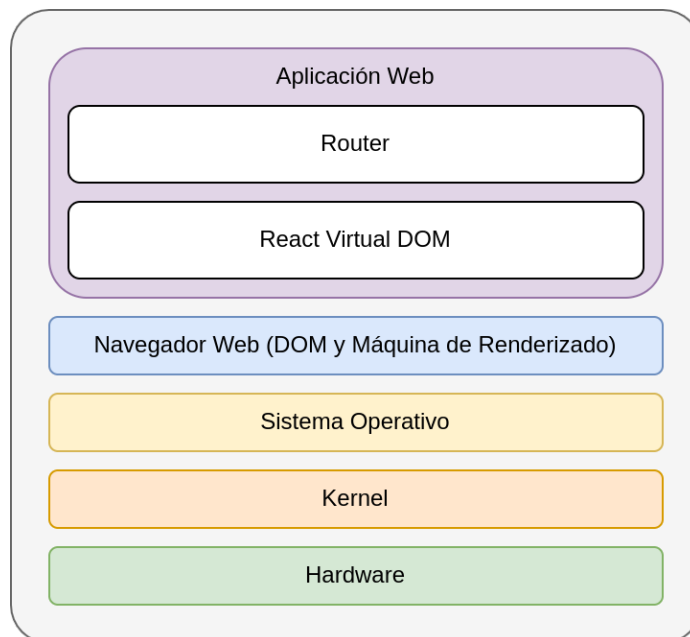 Aplicación Web
Router
React Virtual DOM
Navegador Web (DOM y Máquina de Renderizado)
Sistema Operativo
Kernel
Hardware